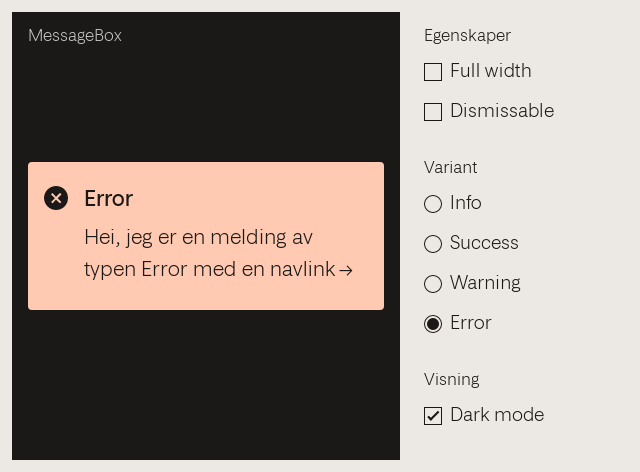 MessageBox
Error
Hei, jeg er en melding av
typen Error med en navlink →
Egenskaper
Full width
Dismissable
Variant
Info
Success
Warning
Error
Visning
Dark mode